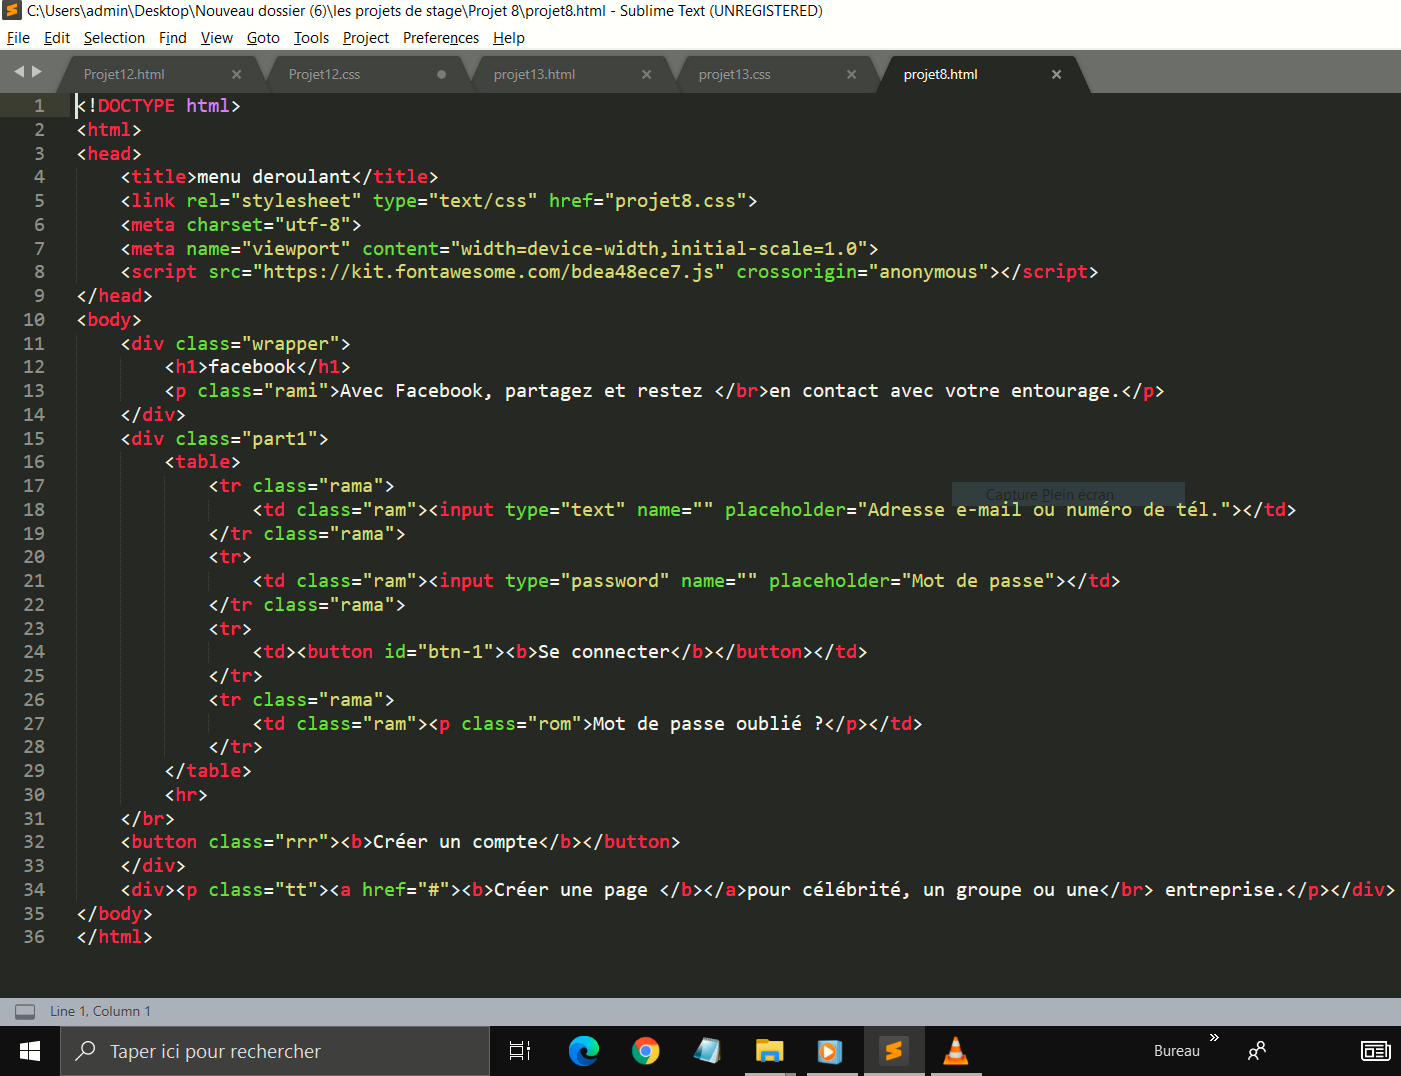 C:\Users\admin\Desktop\Nouveau dossier (6)\les projets de stage\Projet 8\projet8.html - Sublime Text (UNREGISTERED)
File Edit Selection Find View Goto Tools Project Preferences Help
Projet12.html Projet12.css projet13.html projet13.css projet8.html
1 <!DOCTYPE html>
2 <html>
3 <head>
4 <title>menu deroulant</title>
5 <link rel="stylesheet" type="text/css" href="projet8.css">
6 <meta charset="utf-8">
7 <meta name="viewport" content="width=device-width,initial-scale=1.0">
8 <script src="https://kit.fontawesome.com/bdea48ece7.js" crossorigin="anonymous"></script>
9 </head>
10 <body>
11 <div class="wrapper">
12 <h1>facebook</h1>
13 <p class="rami">Avec Facebook, partagez et restez </br>en contact avec votre entourage.</p>
14 </div>
15 <div class="part1">
16 <table>
17 <tr class="rama">
Capture Plein écran
18 <td class="ram"><input type="text" name="" placeholder="Adresse e-mail ou numéro de tél."></td>
19 </tr class="rama">
20 <tr>
21 <td class="ram"><input type="password" name="" placeholder="Mot de passe"></td>
22 </tr class="rama">
23 <tr>
24 <td><button id="btn-1"><b>Se connecter</b></button></td>
25 </tr>
26 <tr class="rama">
27 <td class="ram"><p class="rom">Mot de passe oublié ?</p></td>
28 </tr>
29 </table>
30 <hr>
31 </br>
32 <button class="rrr"><b>Créer un compte</b></button>
33 </div>
34 <div><p class="tt"><a href="#"><b>Créer une page </b></a>pour célébrité, un groupe ou une</br> entreprise.</p></div>
35 </body>
36 </html>
Line 1, Column 1
Taper ici pour rechercher
Bureau